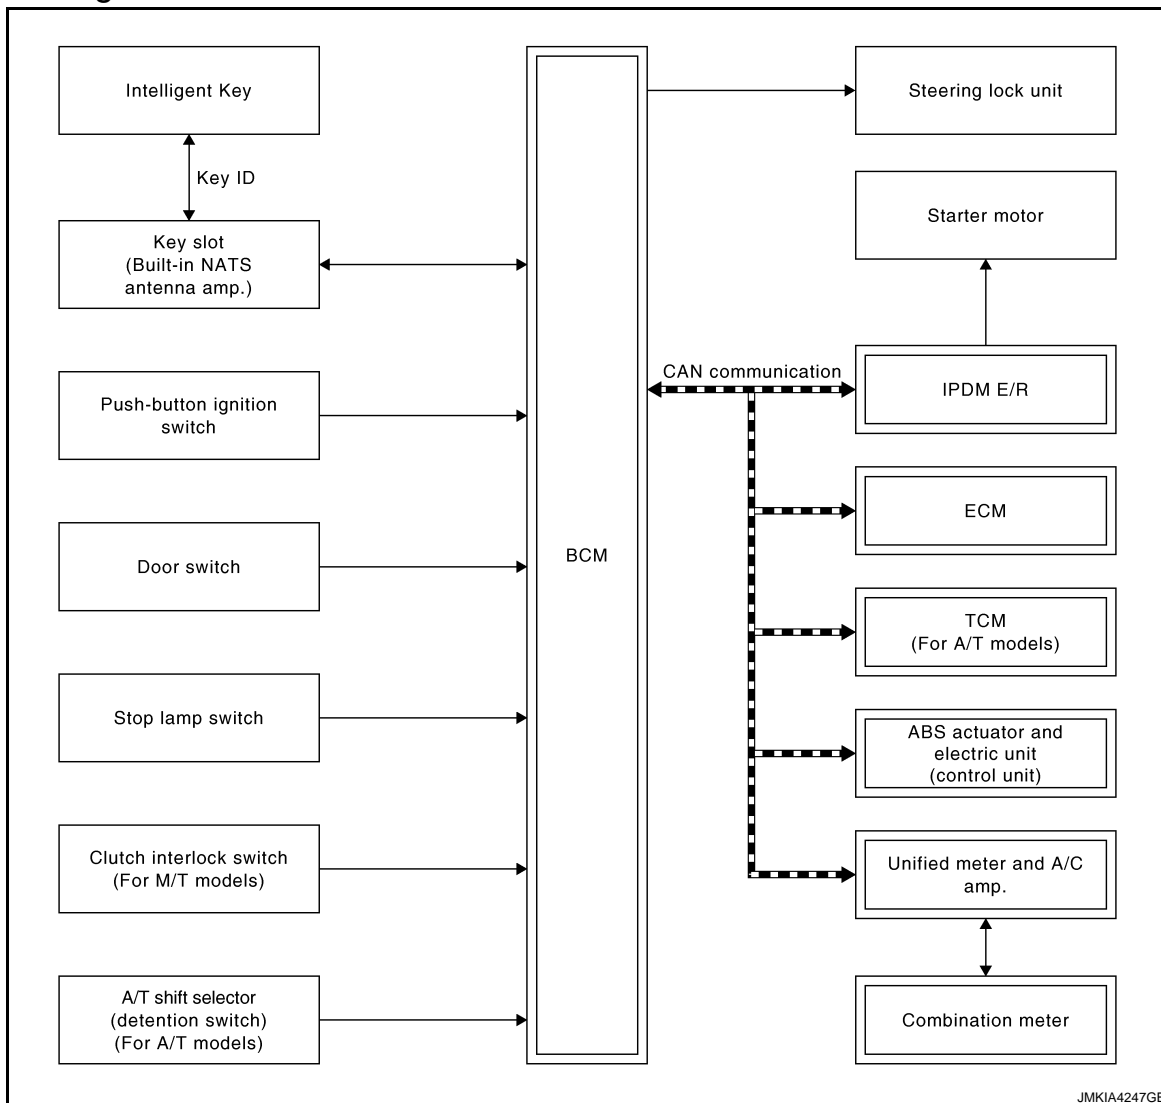 Intelligent Key
Key ID
Key slot
(Built-in NATS
antenna amp.)
Push-button ignition
switch
Door switch
Stop lamp switch
Clutch interlock switch
(For M/T models)
A/T shift selector
(detention switch)
(For A/T models)
BCM
CAN communication
Steering lock unit
Starter motor
IPDM E/R
ECM
TCM
(For A/T models)
ABS actuator and
electric unit
(control unit)
Unified meter and A/C
amp.
Combination meter
JMKIA4247GB